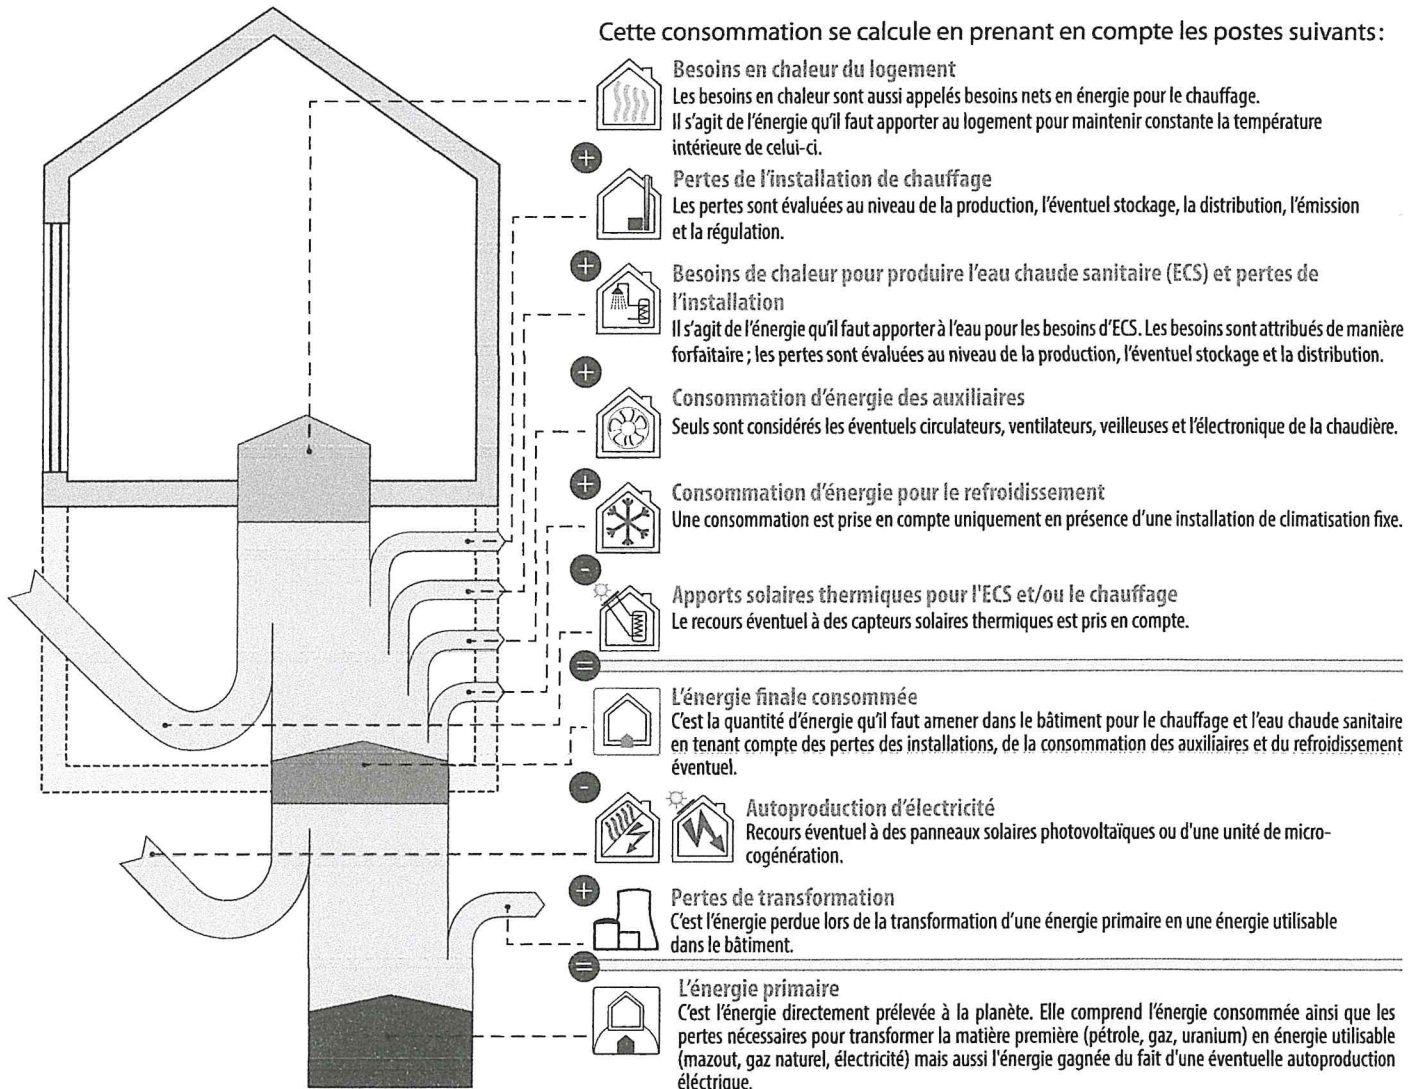 Cette consommation se calcule en prenant en compte les postes suivants :
Besoins en chaleur du logement
Les besoins en chaleur sont aussi appelés besoins nets en énergie pour le chauffage.
Il s'agit de l'énergie qu'il faut apporter au logement pour maintenir constante la température
intérieure de celui-ci.
+
Pertes de l'installation de chauffage
Les pertes sont évaluées au niveau de la production, l'éventuel stockage, la distribution, l'émission
et la régulation.
+
Besoins de chaleur pour produire l'eau chaude sanitaire (ECS) et pertes de
l'installation
Il s'agit de l'énergie qu'il faut apporter à l'eau pour les besoins d'ECS. Les besoins sont attribués de manière
forfaitaire ; les pertes sont évaluées au niveau de la production, l'éventuel stockage et la distribution.
+
Consommation d'énergie des auxiliaires
Seuls sont considérés les éventuels circulateurs, ventilateurs, veilleuses et l'électronique de la chaudière.
+
Consommation d'énergie pour le refroidissement
Une consommation est prise en compte uniquement en présence d'une installation de climatisation fixe.
-
Apports solaires thermiques pour l'ECS et/ou le chauffage
Le recours éventuel à des capteurs solaires thermiques est pris en compte.
=
L'énergie finale consommée
C'est la quantité d'énergie qu'il faut amener dans le bâtiment pour le chauffage et l'eau chaude sanitaire
en tenant compte des pertes des installations, de la consommation des auxiliaires et du refroidissement
éventuel.
-
Autoproduction d'électricité
Recours éventuel à des panneaux solaires photovoltaïques ou d'une unité de micro-
cogénération.
+
Pertes de transformation
C'est l'énergie perdue lors de la transformation d'une énergie primaire en une énergie utilisable
dans le bâtiment.
=
L'énergie primaire
C'est l'énergie directement prélevée à la planète. Elle comprend l'énergie consommée ainsi que les
pertes nécessaires pour transformer la matière première (pétrole, gaz, uranium) en énergie utilisable
(mazout, gaz naturel, électricité) mais aussi l'énergie gagnée du fait d'une éventuelle autoproduction
éléctrique.